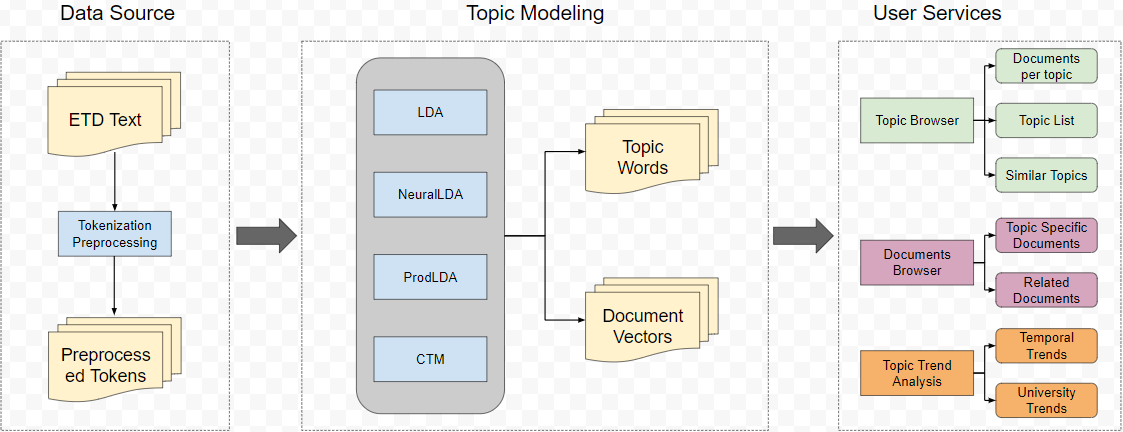 Data Source
Topic Modeling
User Services
ETD Text
Tokenization
Preprocessing
Preprocess
ed Tokens
LDA
NeuralLDA
ProdLDA
CTM
Topic
Words
Document
Vectors
Topic Browser
Documents
per topic
Topic List
Similar Topics
Documents
Browser
Topic Specific
Documents
Related
Documents
Topic Trend
Analysis
Temporal
Trends
University
Trends